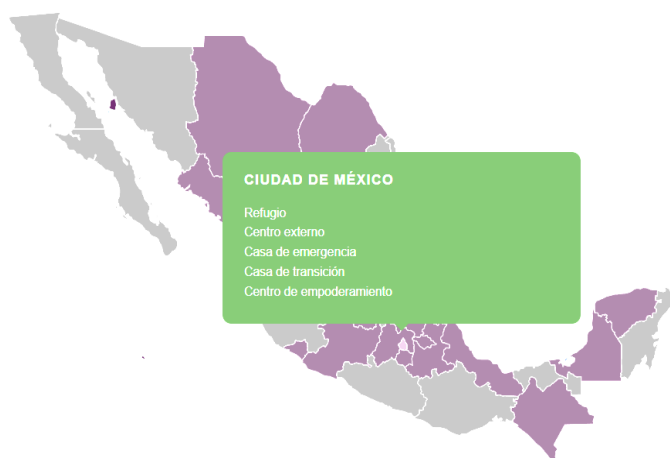 CIUDAD DE MÉXICO
Refugio
Centro externo
Casa de emergencia
Casa de transición
Centro de empoderamiento